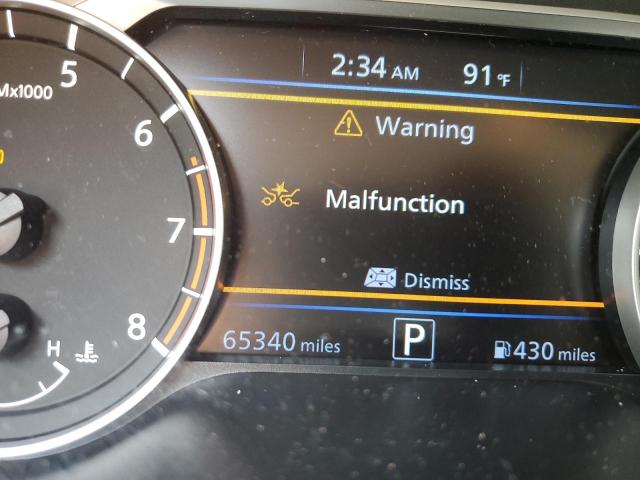 2:34 AM 91°F
5
Mx1000
Warning
6
Malfunction
7
Dismiss
8
65340 miles P 430 miles
H